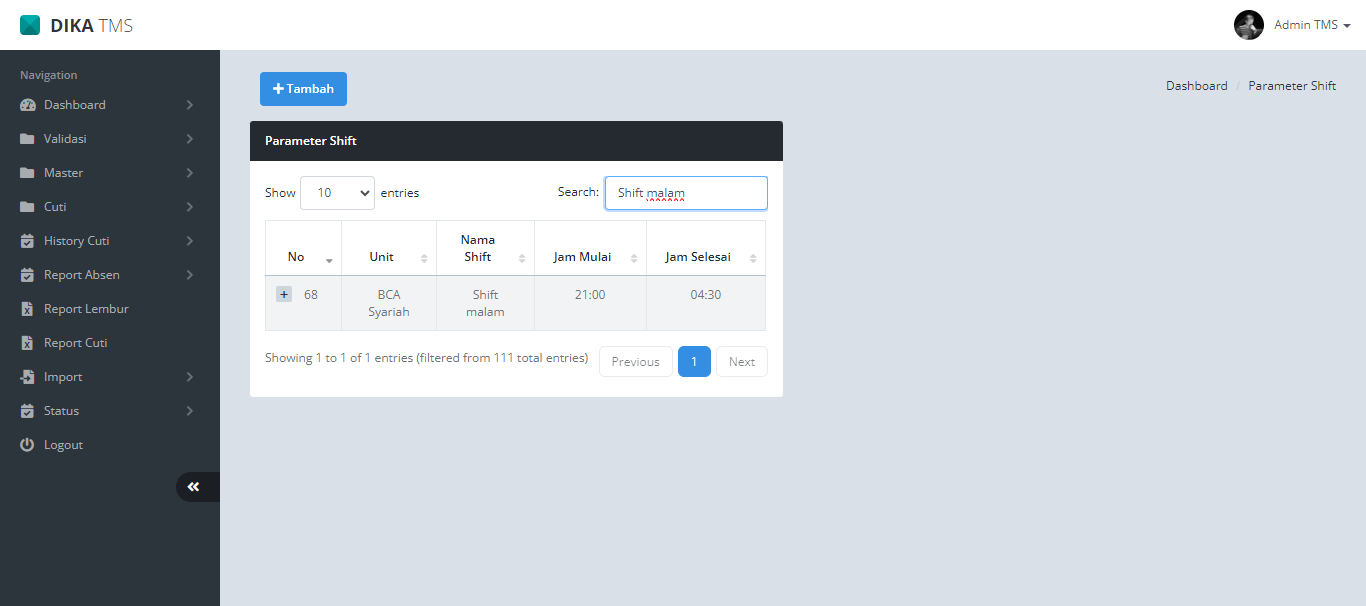 DIKA TMS
Admin TMS
Navigation
Dashboard
Validasi
Master
Cuti
History Cuti
Report Absen
Report Lembur
Report Cuti
Import
Status
Logout
+ Tambah
Dashboard / Parameter Shift
Parameter Shift
Show 10 entries
Search: Shift malam
No
Unit
Nama
Shift
Jam Mulai
Jam Selesai
+ 68
BCA
Syariah
Shift
malam
21:00
04:30
Showing 1 to 1 of 1 entries (filtered from 111 total entries)
Previous 1 Next